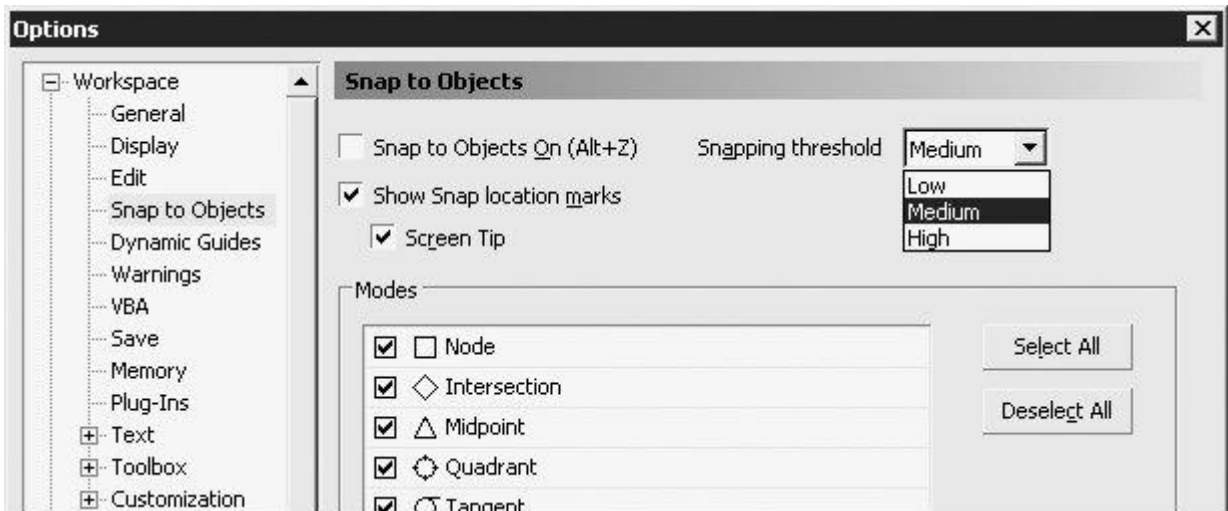 Options
Workspace
General
Display
Edit
Snap to Objects
Dynamic Guides
Warnings
VBA
Save
Memory
Plug-Ins
Text
Toolbox
Customization
Snap to Objects
Snap to Objects On (Alt+Z)
Snapping threshold
Medium
Low
Medium
High
Show Snap location marks
Screen Tip
Modes
Node
Intersection
Midpoint
Quadrant
Tangent
Select All
Deselect All